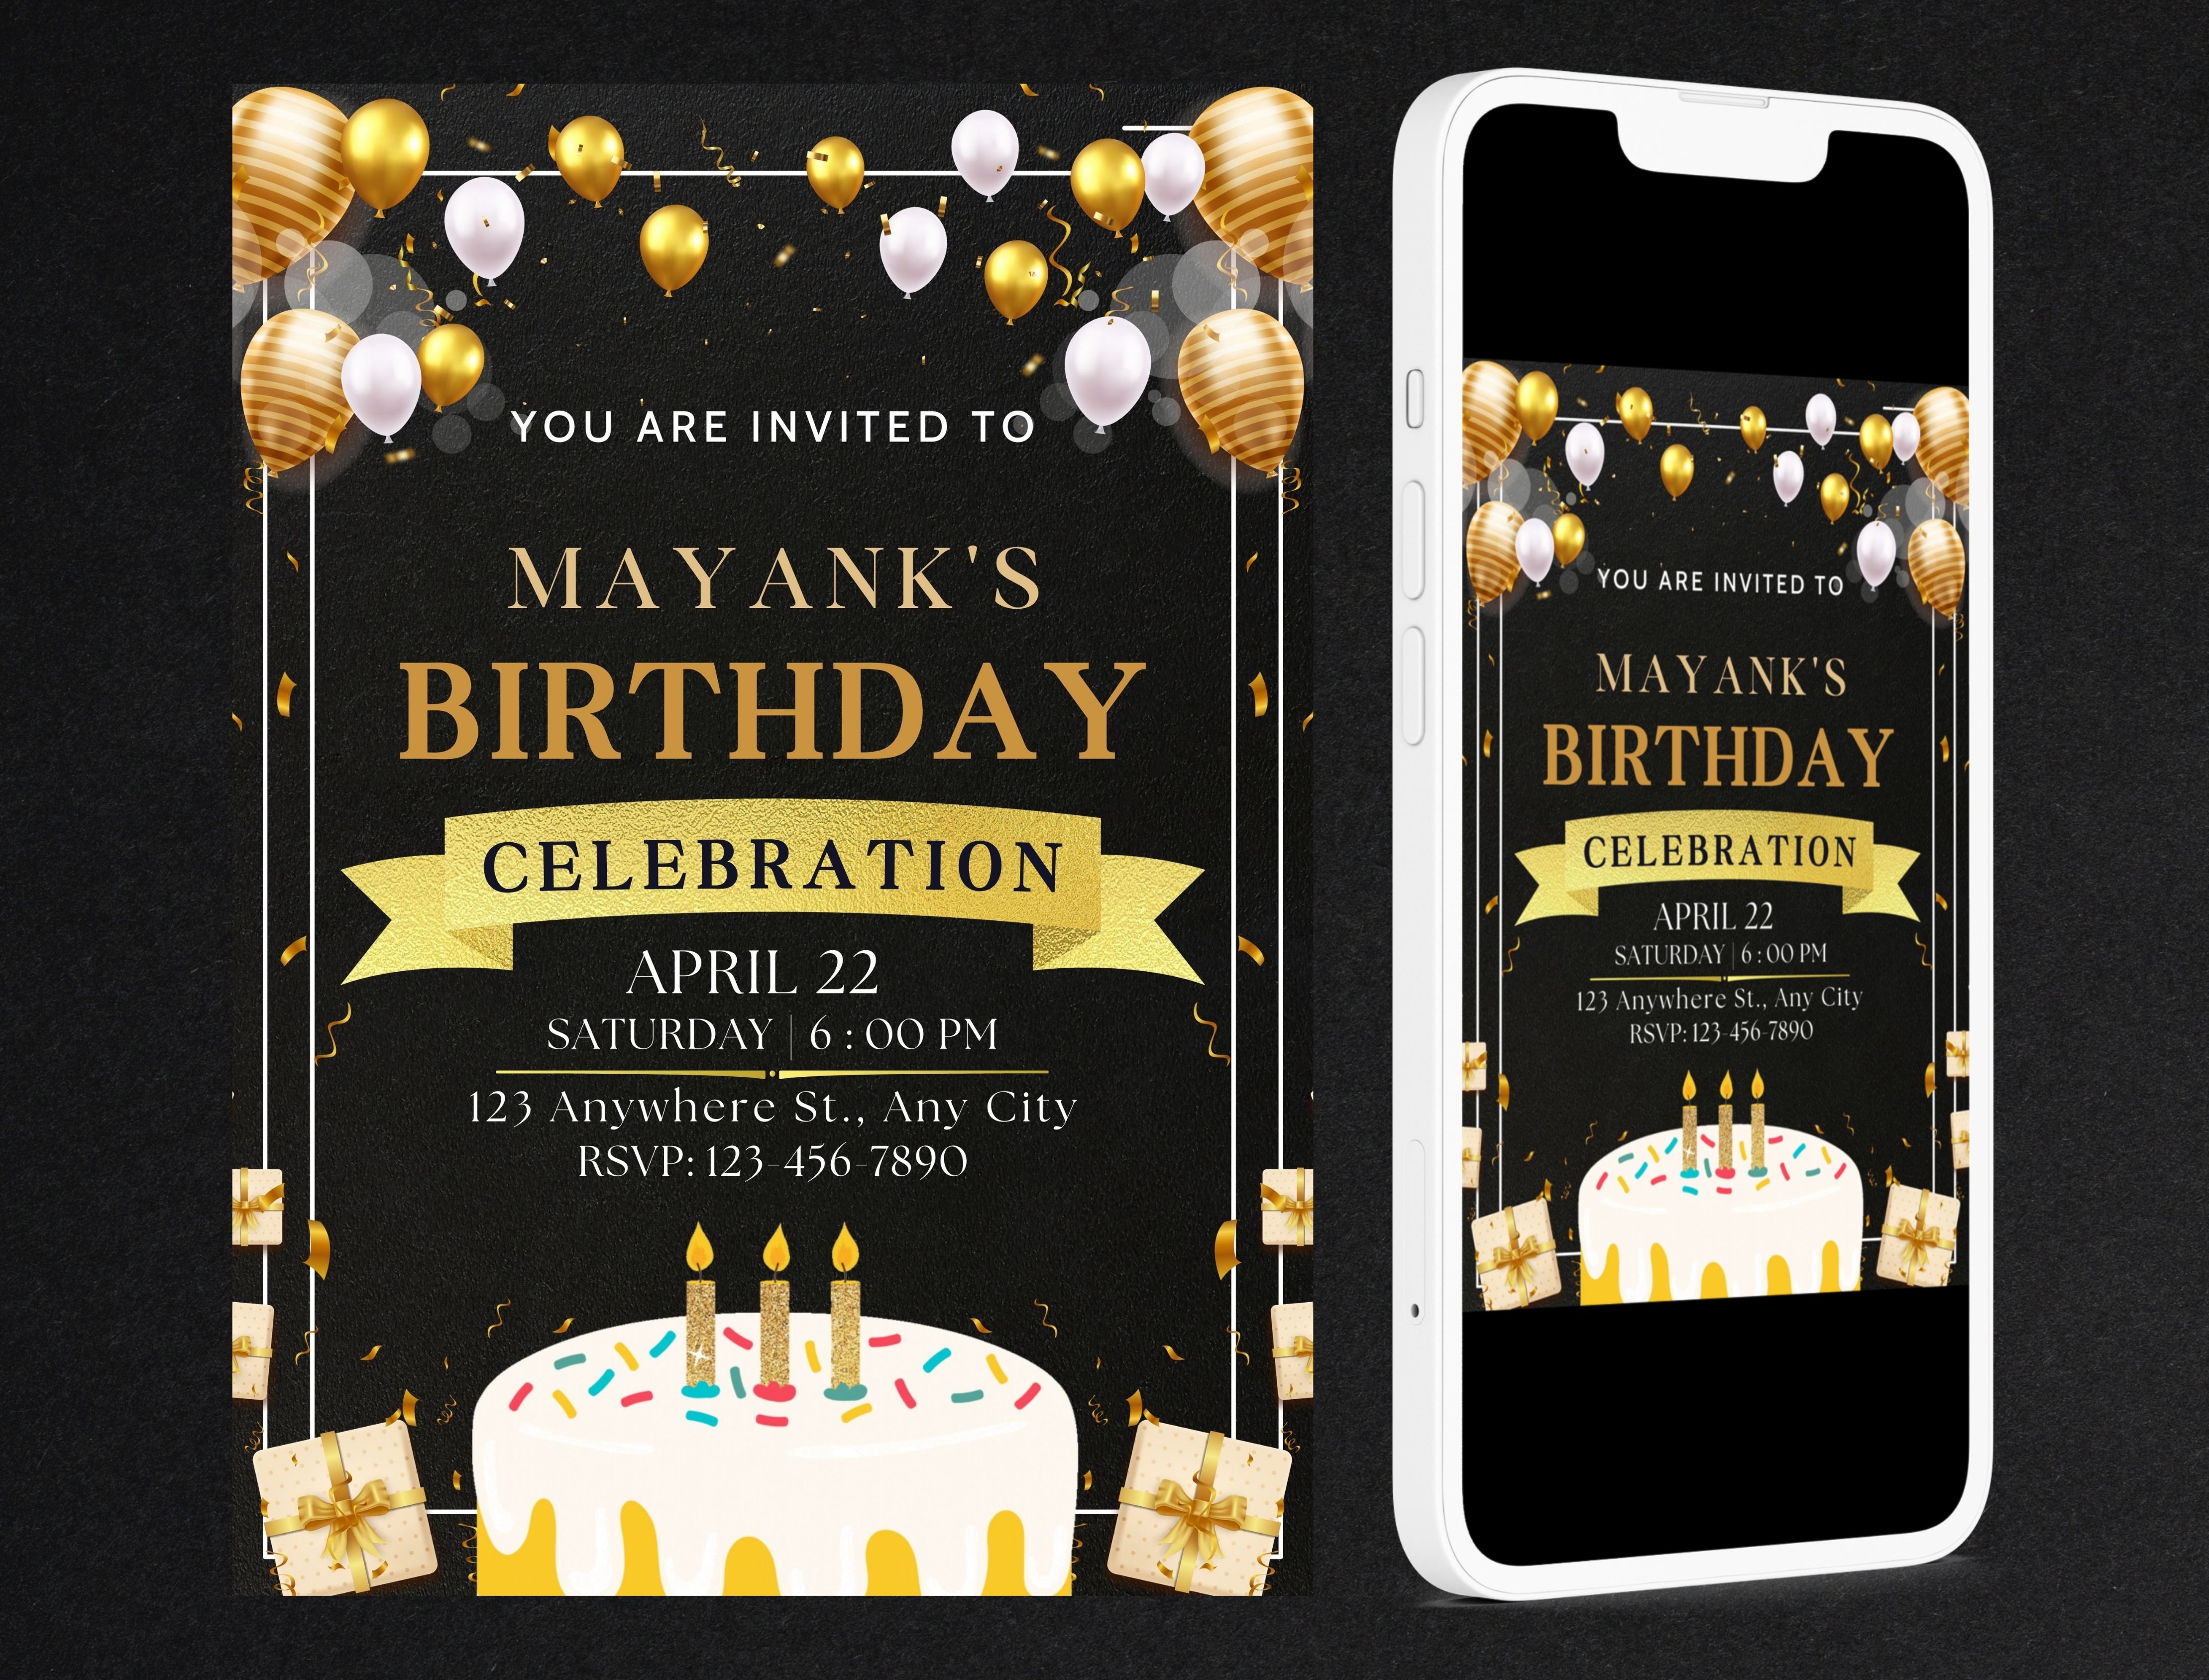 YOU ARE INVITED TO
MAYANK'S
BIRTHDAY
CELEBRATION
APRIL 22
SATURDAY | 6 : 00 PM
123 Anywhere St., Any City
RSVP: 123-456-7890
YOU ARE INVITED TO
MAYANK'S
BIRTHDAY
CELEBRATION
APRIL 22
SATURDAY | 6 : 00 PM
123 Anywhere St., Any City
RSVP: 123-456-7890